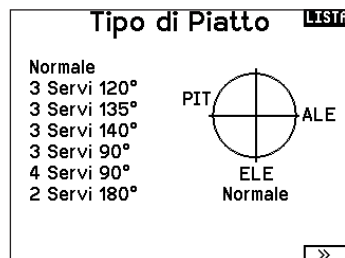 Tipo di Piatto
LISTA
Normale
3 Servi 120°
3 Servi 135°
3 Servi 140°
3 Servi 90°
4 Servi 90°
2 Servi 180°
PIT
ALE
ELE
Normale
>>